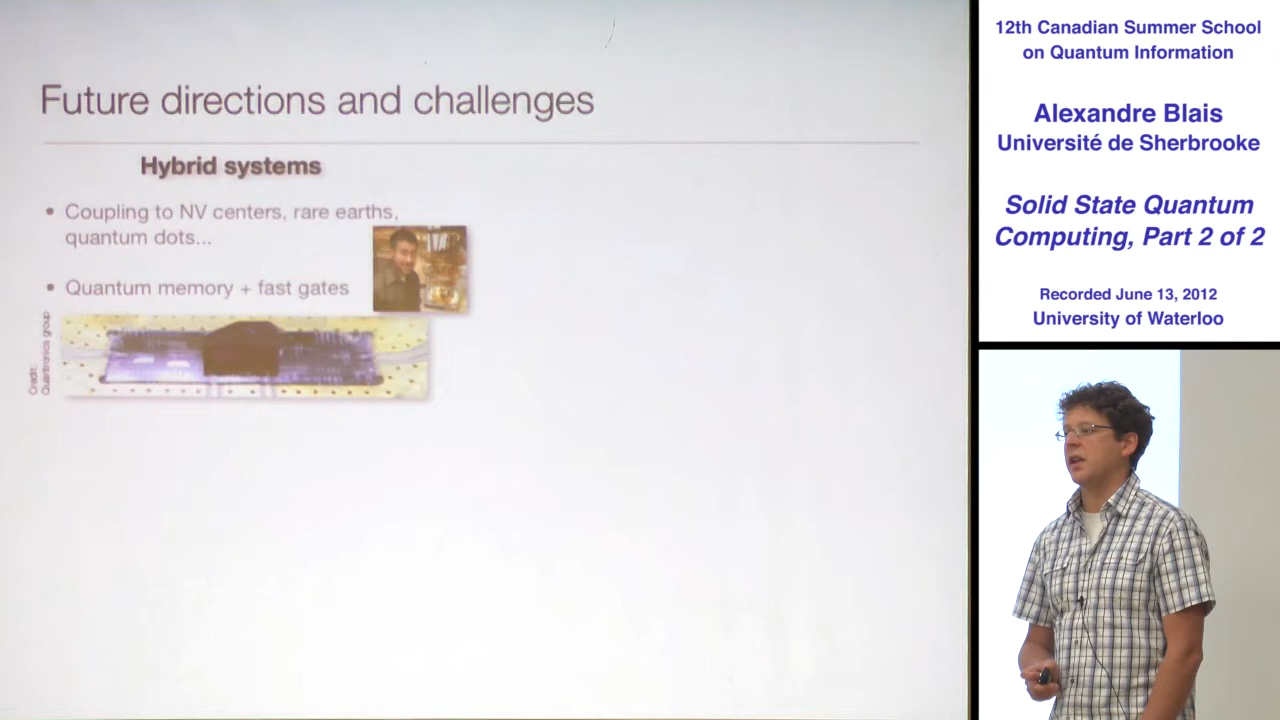 Future directions and challenges
Hybrid systems
• Coupling to NV centers, rare earths,
quantum dots...
• Quantum memory + fast gates
Credit:
Quantronics group
12th Canadian Summer School
on Quantum Information
Alexandre Blais
Université de Sherbrooke
Solid State Quantum
Computing, Part 2 of 2
Recorded June 13, 2012
University of Waterloo